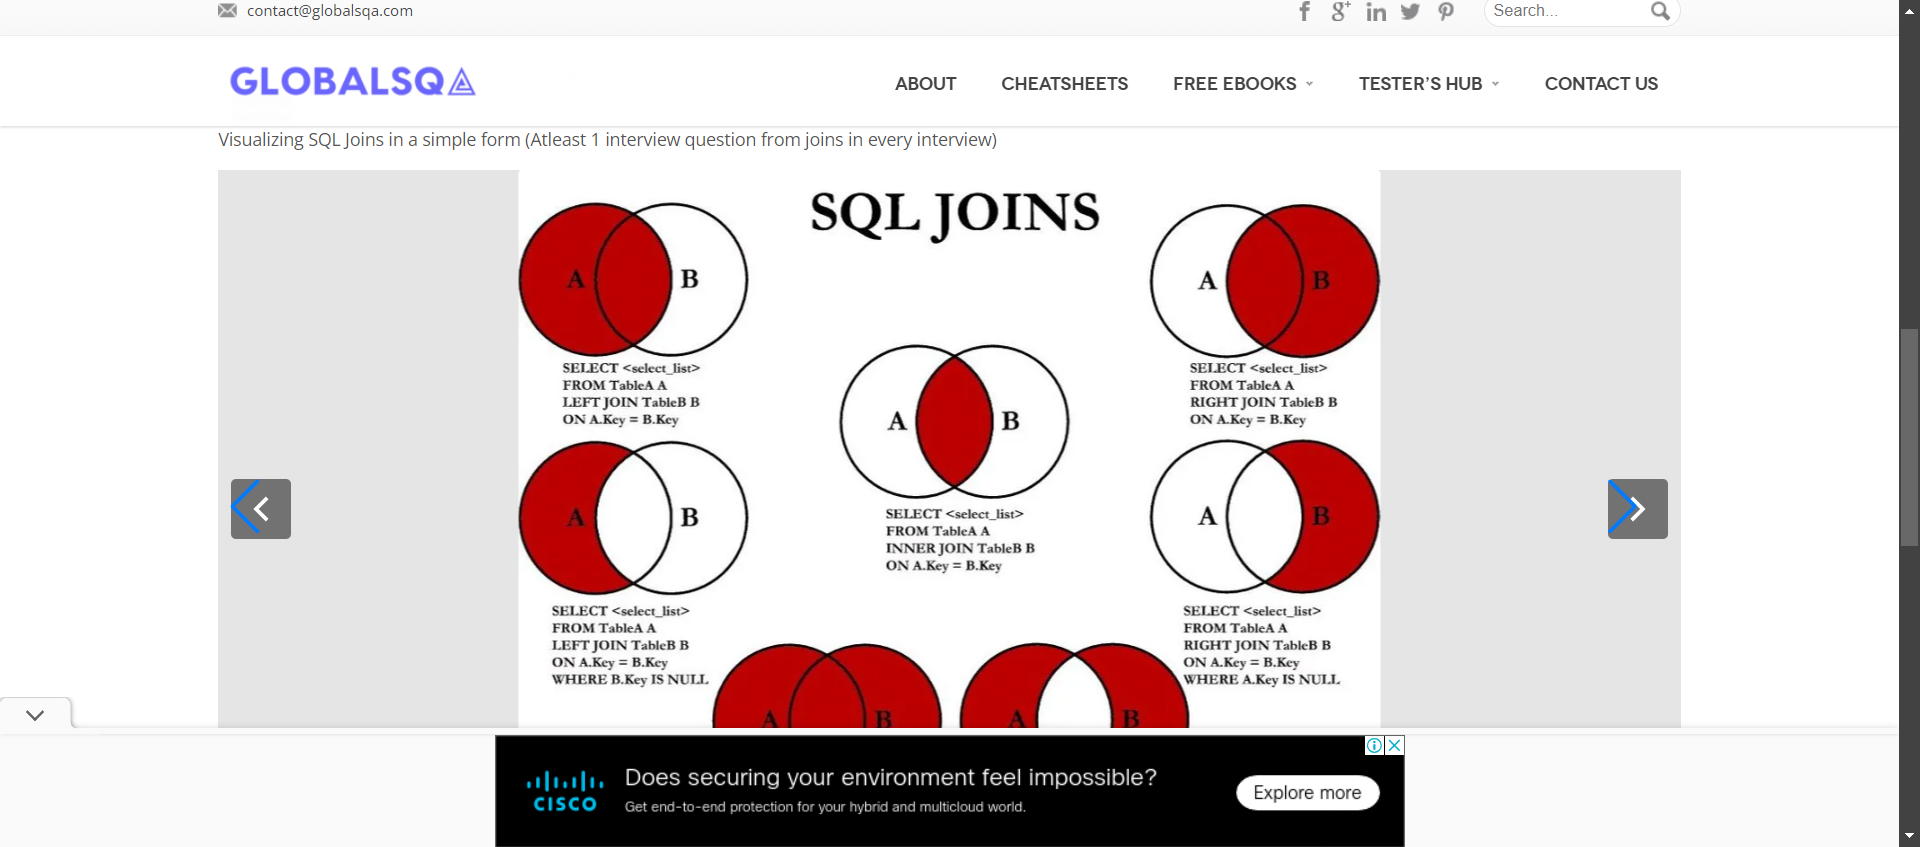 contact@globalsqa.com
Search...
GLOBALSQA
ABOUT
CHEATSHEETS
FREE EBOOKS
TESTER'S HUB
CONTACT US
Visualizing SQL Joins in a simple form (Atleast 1 interview question from joins in every interview)
SQL JOINS
A B
SELECT <select_list>
FROM TableA A
LEFT JOIN TableB B
ON A.Key = B.Key
A B
SELECT <select_list>
FROM TableA A
RIGHT JOIN TableB B
ON A.Key = B.Key
A B
SELECT <select_list>
FROM TableA A
INNER JOIN TableB B
ON A.Key = B.Key
A B
SELECT <select_list>
FROM TableA A
LEFT JOIN TableB B
ON A.Key = B.Key
WHERE B.Key IS NULL
A B
SELECT <select_list>
FROM TableA A
RIGHT JOIN TableB B
ON A.Key = B.Key
WHERE A.Key IS NULL
A B
A B
CISCO
Does securing your environment feel impossible?
Get end-to-end protection for your hybrid and multicloud world.
Explore more